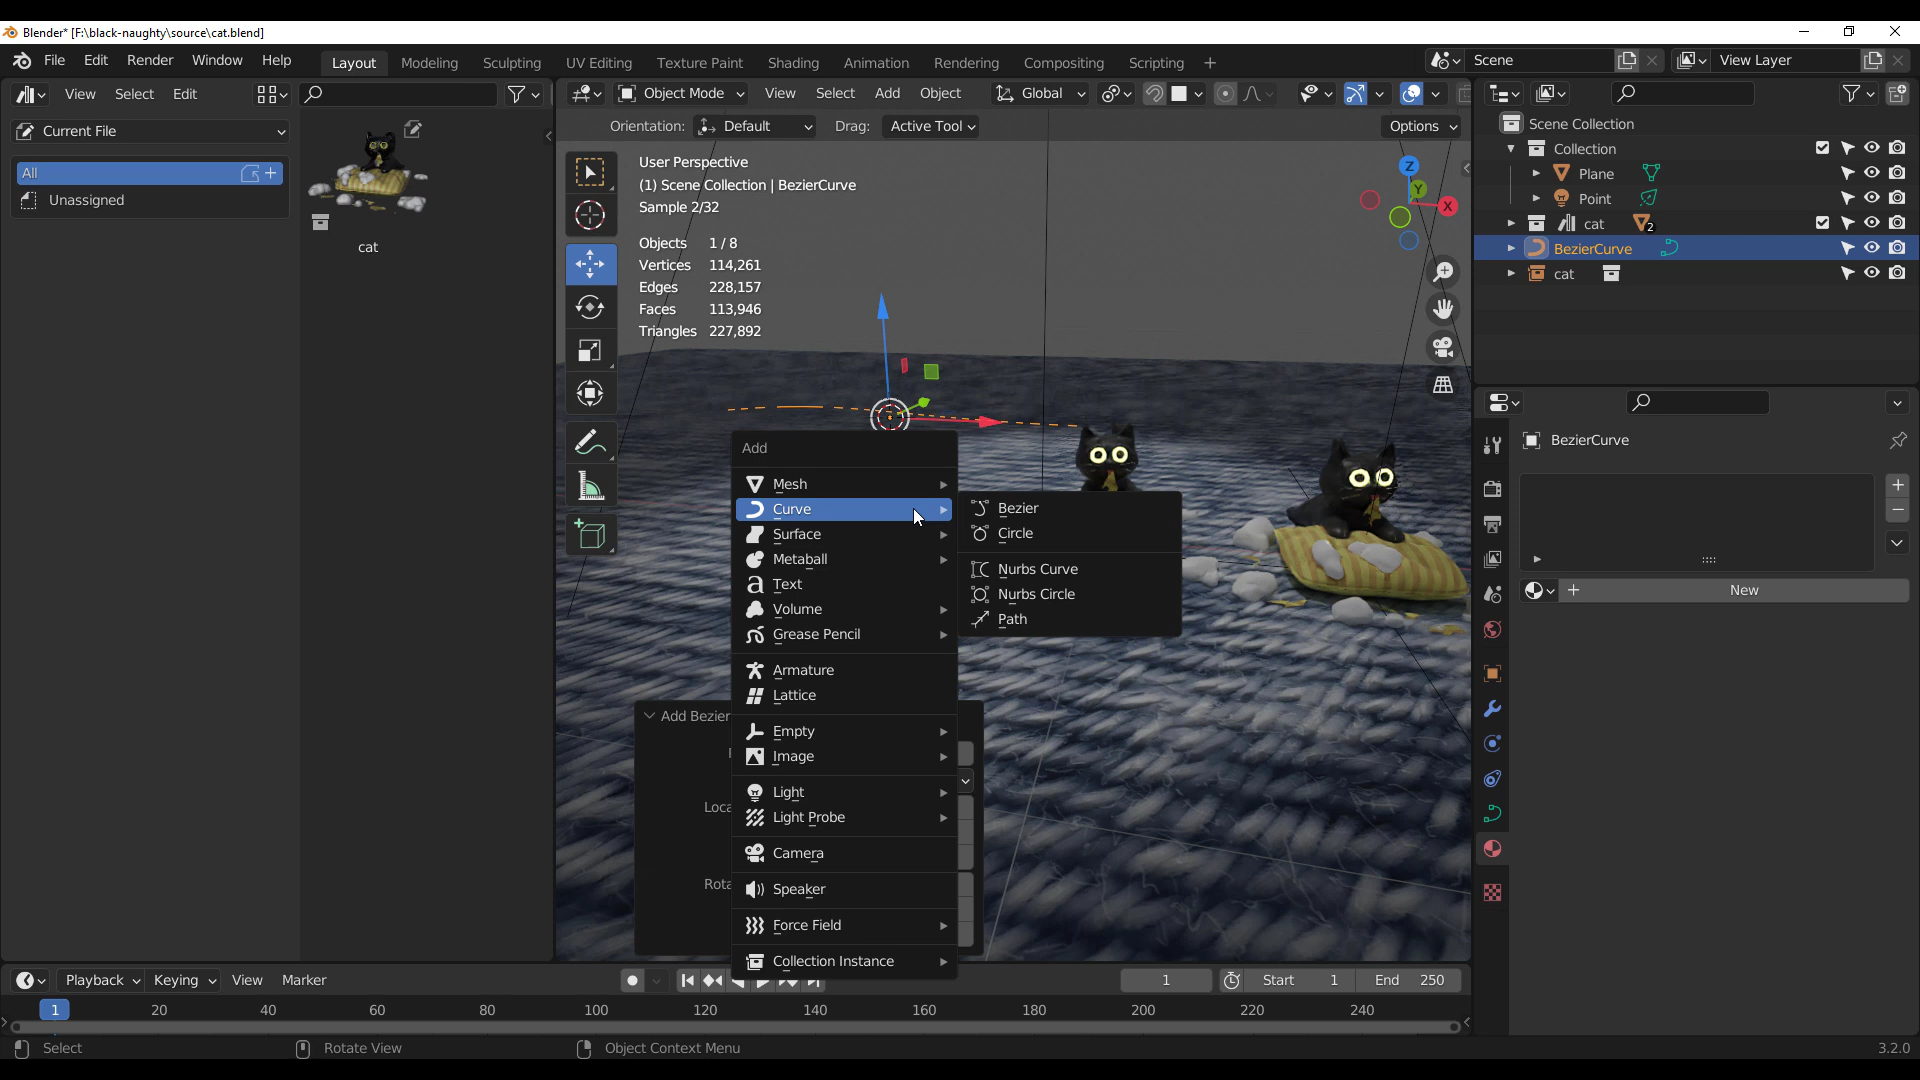 Blender* [F:\black-naughty\source\cat.blend]
File Edit Render Window Help Layout Modeling Sculpting UV Editing Texture Paint Shading Animation Rendering Compositing Scripting + Scene View Layer
View Select Edit
Object Mode View Select Add Object Global
Current File
Orientation: Default Drag: Active Tool Options
All
Unassigned
cat
User Perspective
(1) Scene Collection | BezierCurve
Sample 2/32
Objects 1/8
Vertices 114,261
Edges 228,157
Faces 113,946
Triangles 227,892
Z
Y
X
Scene Collection
Collection
Plane
Point
cat 2
BezierCurve
cat
BezierCurve
New
Add
Mesh
Curve
Surface
Metaball
Text
Volume
Grease Pencil
Armature
Lattice
Empty
Image
Light
Light Probe
Camera
Speaker
Force Field
Collection Instance
Bezier
Circle
Nurbs Curve
Nurbs Circle
Path
Add Bezier
Loca
Rota
Playback Keying View Marker 1 Start 1 End 250
1 20 40 60 80 100 120 140 160 180 200 220 240
Select Rotate View Object Context Menu 3.2.0